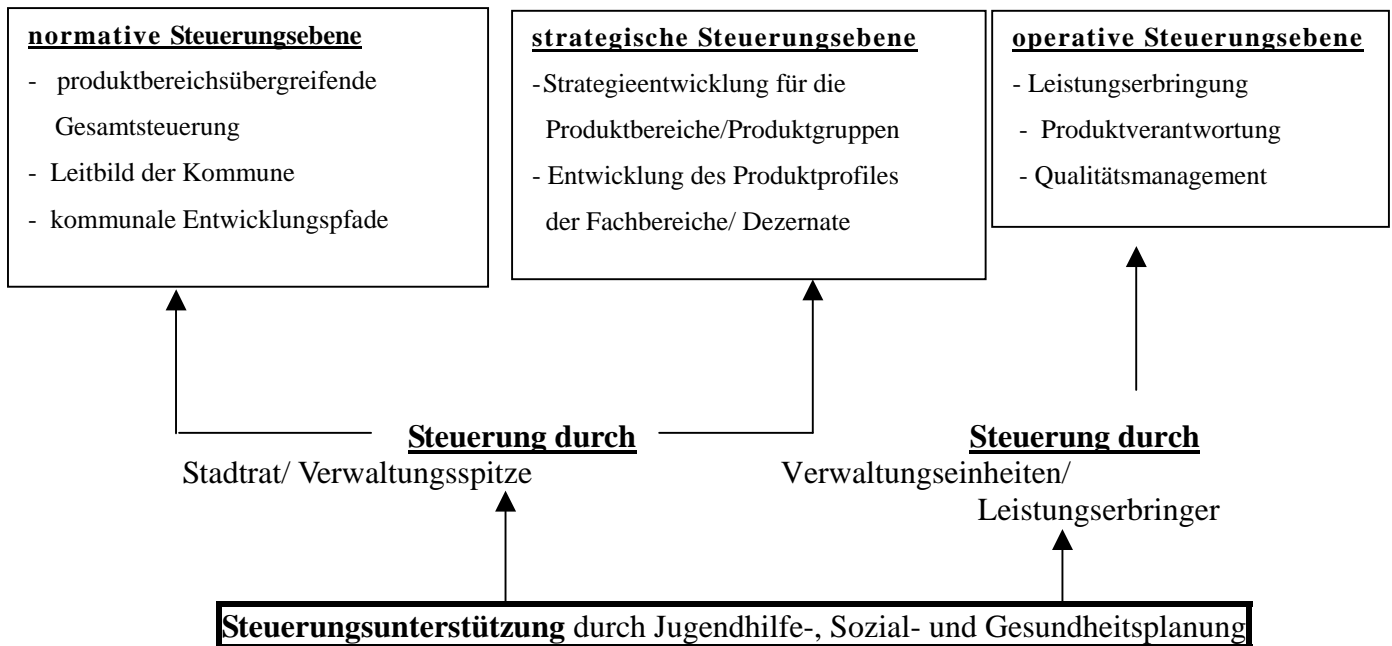 normative Steuerungsebene
- produktbereichsübergreifende
Gesamtsteuerung
- Leitbild der Kommune
- kommunale Entwicklungspfade
strategische Steuerungsebene
-Strategieentwicklung für die
Produktbereiche/Produktgruppen
- Entwicklung des Produktprofiles
der Fachbereiche/ Dezernate
operative Steuerungsebene
- Leistungserbringung
- Produktverantwortung
- Qualitätsmanagement
Steuerung durch
Stadtrat/ Verwaltungsspitze
Steuerung durch
Verwaltungseinheiten/
Leistungserbringer
Steuerungsunterstützung durch Jugendhilfe-, Sozial- und Gesundheitsplanung